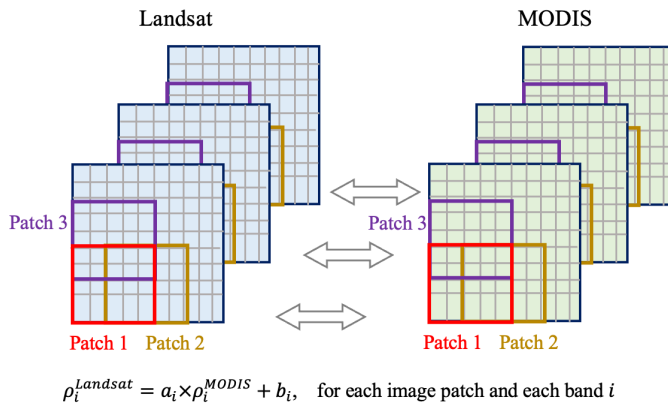 Landsat MODIS
Patch 3 Patch 3
Patch 1 Patch 2 Patch 1 Patch 2
ρ_i^{Landsat} = a_i×ρ_i^{MODIS} + b_i, for each image patch and each band i